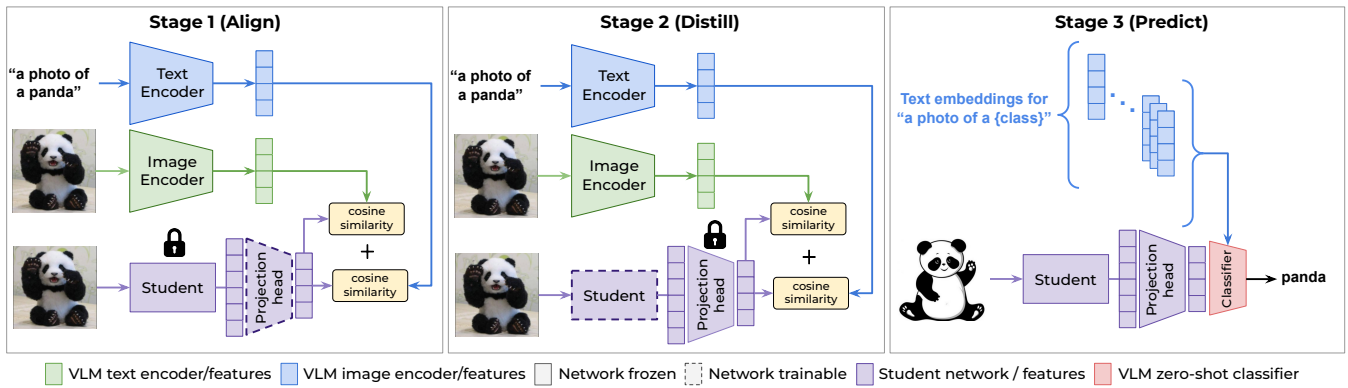 Stage 1 (Align)
“a photo of
a panda”
Text
Encoder
Image
Encoder
cosine
similarity
+
Student
Projection
head
cosine
similarity
Stage 2 (Distill)
“a photo of
a panda”
Text
Encoder
Image
Encoder
cosine
similarity
+
Student
Projection
head
cosine
similarity
Stage 3 (Predict)
Text embeddings for
“a photo of a {class}”
Student
Projection
head
Classifier
panda
VLM text encoder/features
VLM image encoder/features
Network frozen
Network trainable
Student network / features
VLM zero-shot classifier